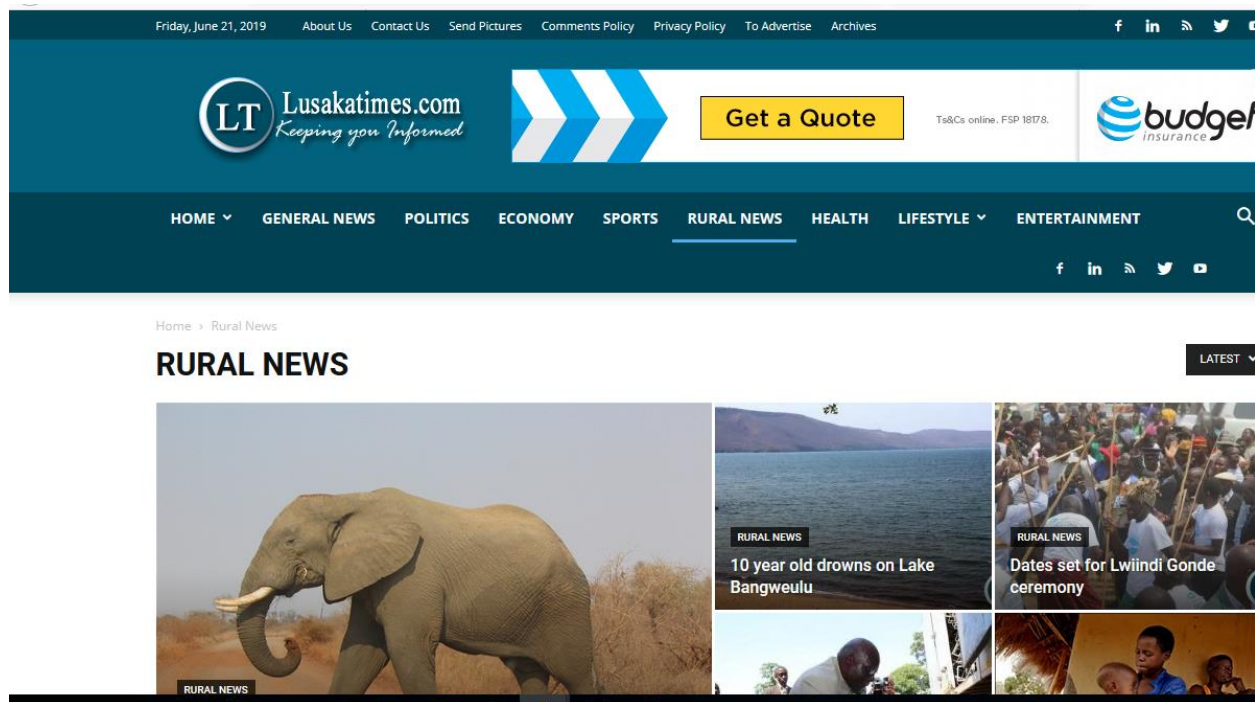 Friday, June 21, 2019 About Us Contact Us Send Pictures Comments Policy Privacy Policy To Advertise Archives
LT Lusakatimes.com
Keeping you Informed
Get a Quote
Ts&Cs online. FSP 18178.
budget
insurance
HOME GENERAL NEWS POLITICS ECONOMY SPORTS RURAL NEWS HEALTH LIFESTYLE ENTERTAINMENT
Home › Rural News
RURAL NEWS
LATEST
RURAL NEWS
10 year old drowns on Lake
Bangweulu
RURAL NEWS
Dates set for Lwiindi Gonde
ceremony
RURAL NEWS